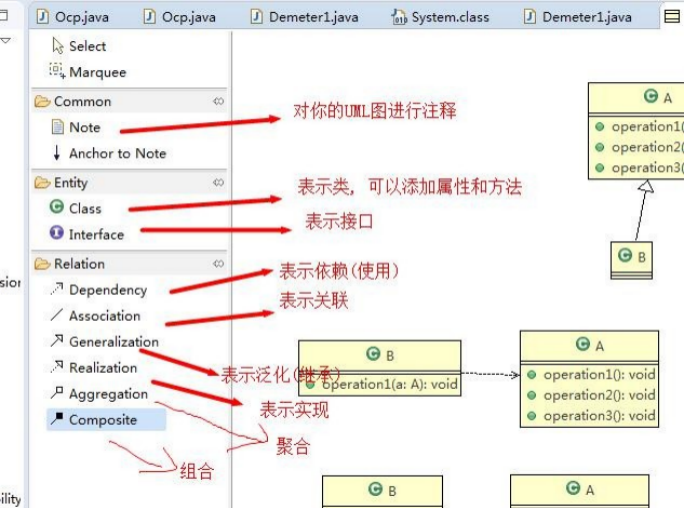 Ocp.java
Ocp.java
Demeter1.java
System.class
Demeter1.java
Select
Marquee
Common
Note
Anchor to Note
Entity
Class
Interface
Relation
Dependency
Association
Generalization
Realization
Aggregation
Composite
对你的UML图进行注释
表示类, 可以添加属性和方法
表示接口
表示依赖(使用)
表示关联
表示泛化(继承)
表示实现
聚合
组合
A
operation1(
operation2(
operation3(
B
B
operation1(a: A): void
A
operation1(): void
operation2(): void
operation3(): void
B
A
sion
bility